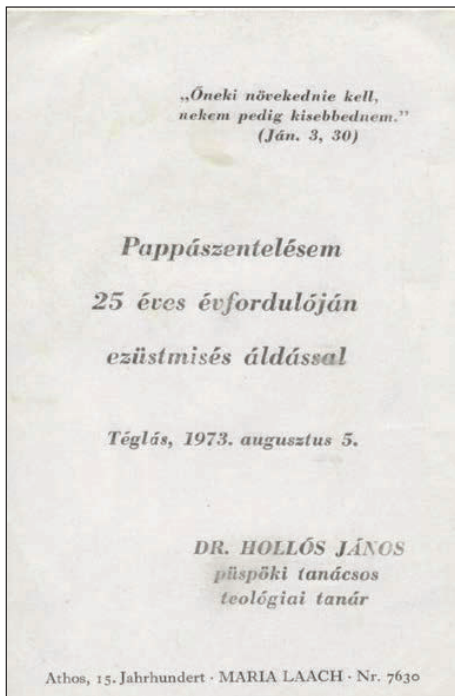 „Őneki növekednie kell,
nekem pedig kisebbednem.”
(Ján. 3, 30)
Pappászentelésem
25 éves évfordulóján
ezüstmisés áldással
Téglás, 1973. augusztus 5.
DR. HOLLÓS JÁNOS
püspöki tanácsos
teológiai tanár
Athos, 15. Jahrhundert · MARIA LAACH · Nr. 7630